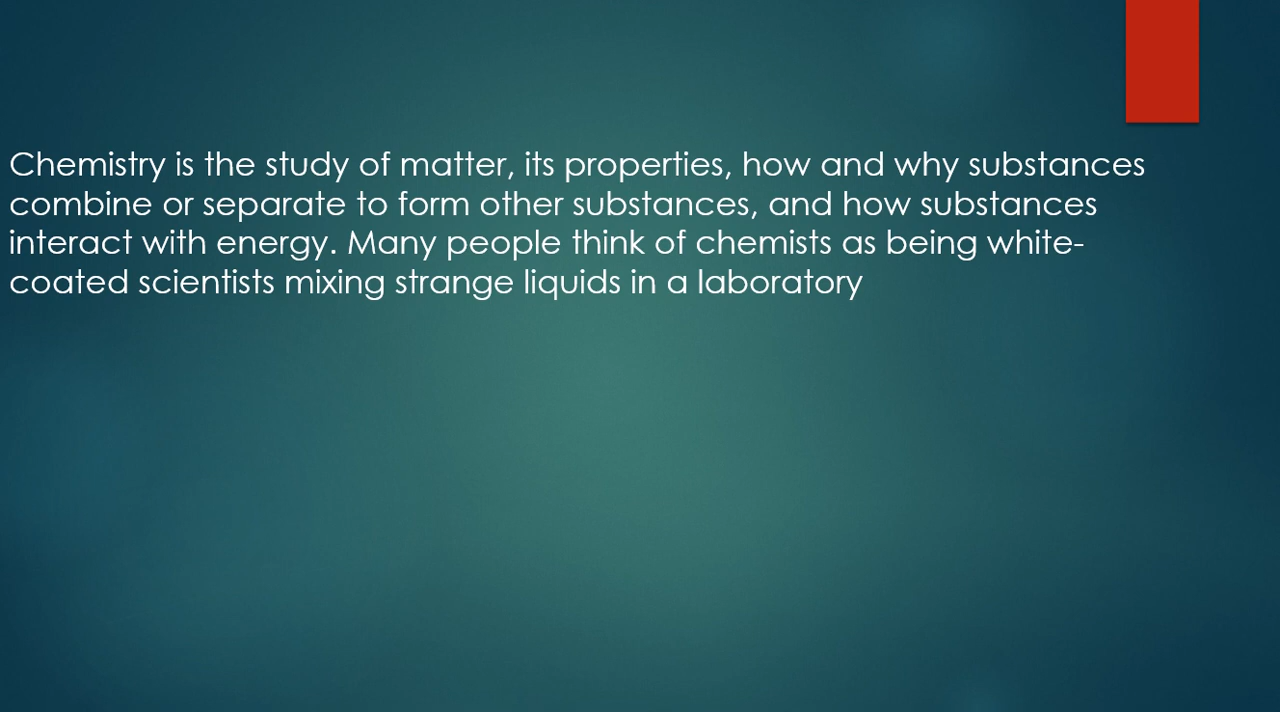 Chemistry is the study of matter, its properties, how and why substances
combine or separate to form other substances, and how substances
interact with energy. Many people think of chemists as being white-
coated scientists mixing strange liquids in a laboratory